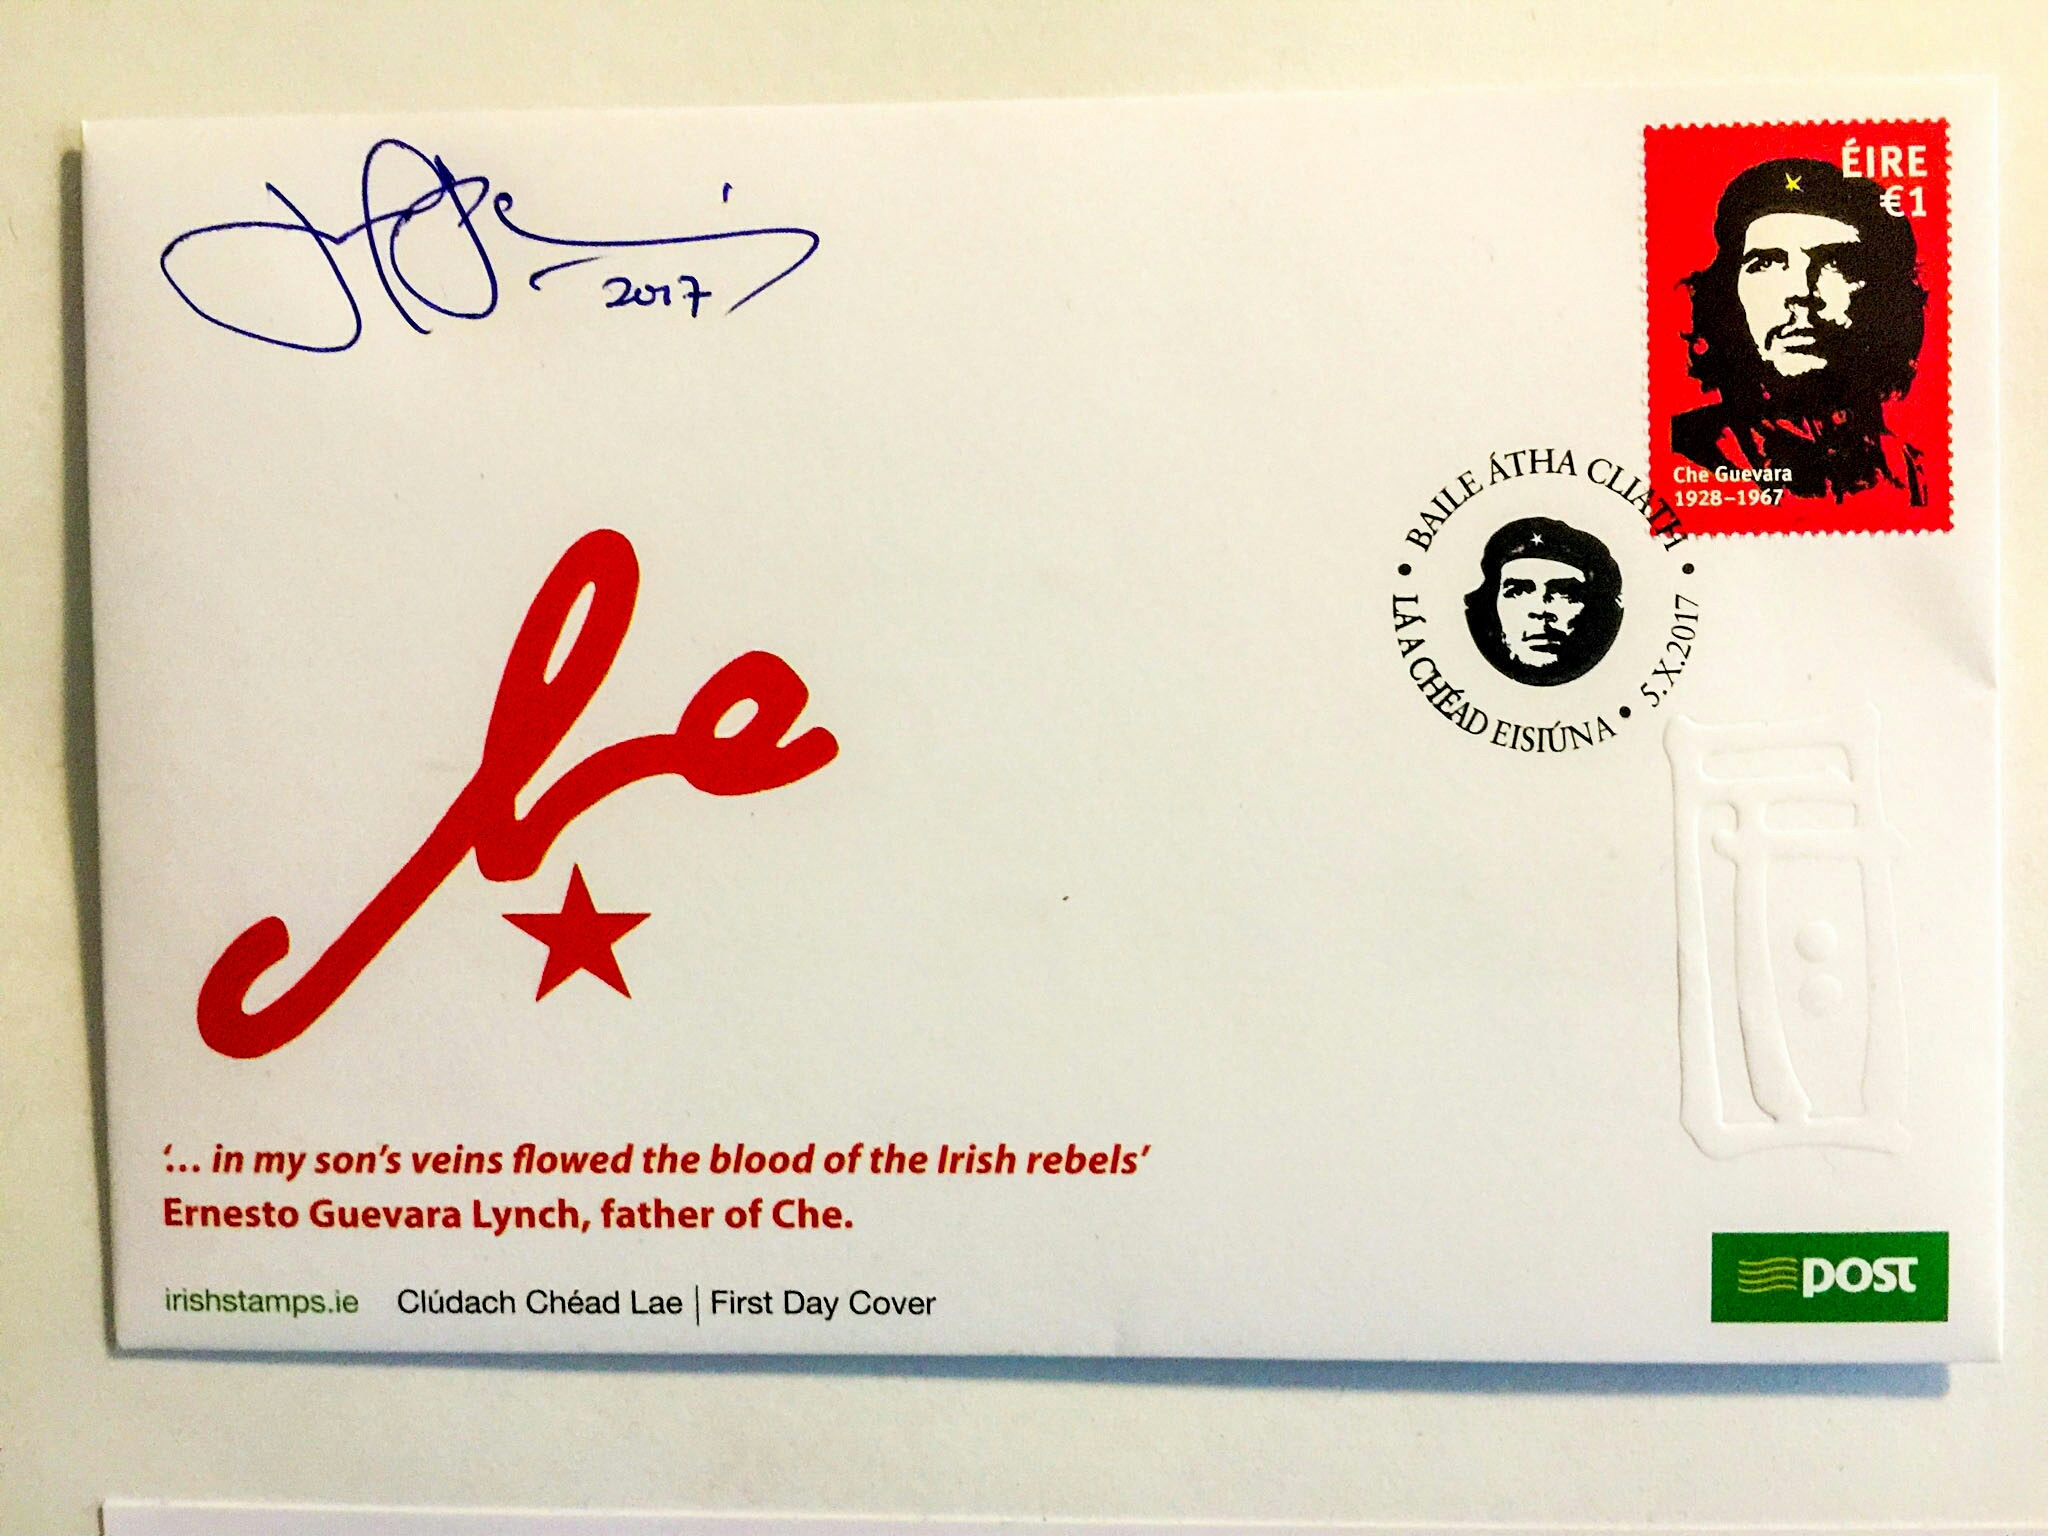 2017
ÉIRE
€1
Che Guevara
1928–1967
BAILE ÁTHA CLIATH
• LÁ A CHÉAD EISIÚNA • 5.X.2017 •
Che
'... in my son's veins flowed the blood of the Irish rebels'
Ernesto Guevara Lynch, father of Che.
irishstamps.ie Clúdach Chéad Lae | First Day Cover
post